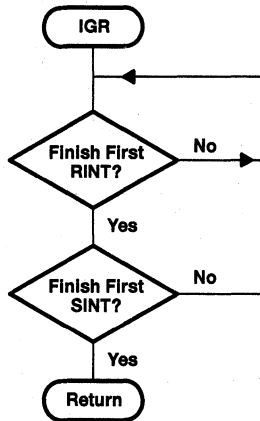 IGR
Finish First
RINT?
No
Yes
Finish First
SINT?
No
Yes
Return